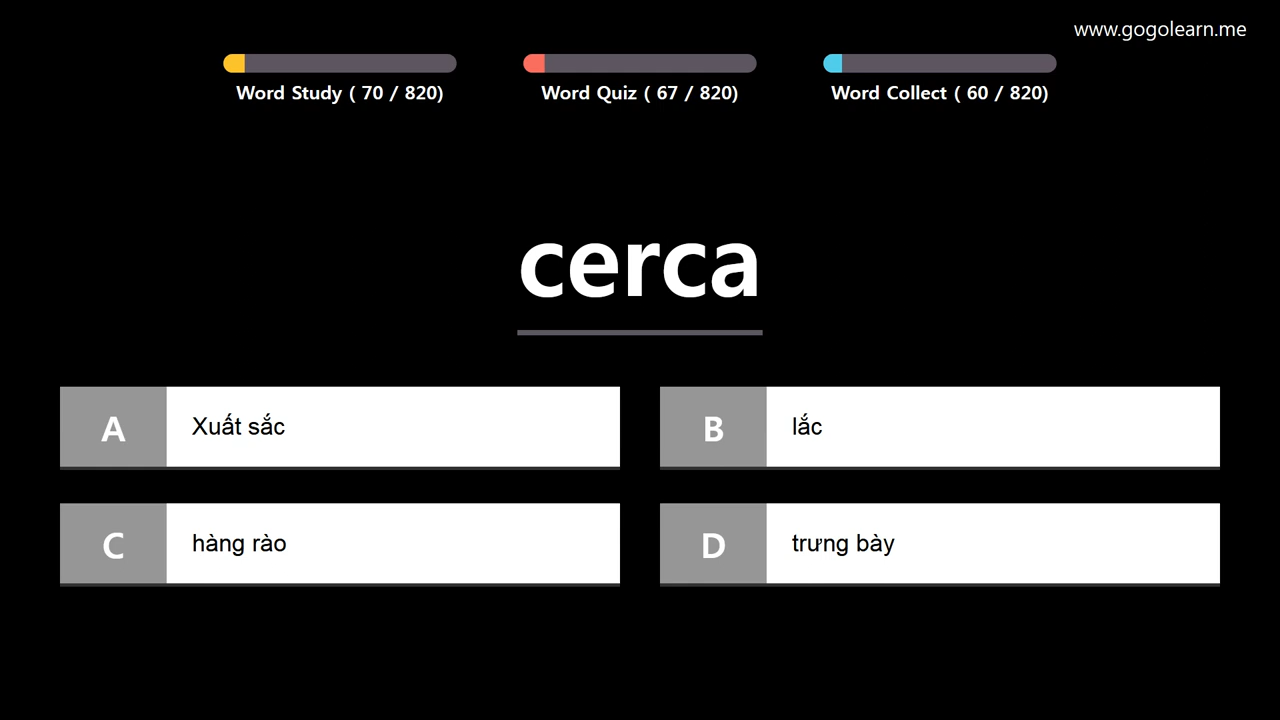 www.gogolearn.me
Word Study ( 70 / 820)
Word Quiz ( 67 / 820)
Word Collect ( 60 / 820)
cerca
A
Xuất sắc
B
lắc
C
hàng rào
D
trưng bày